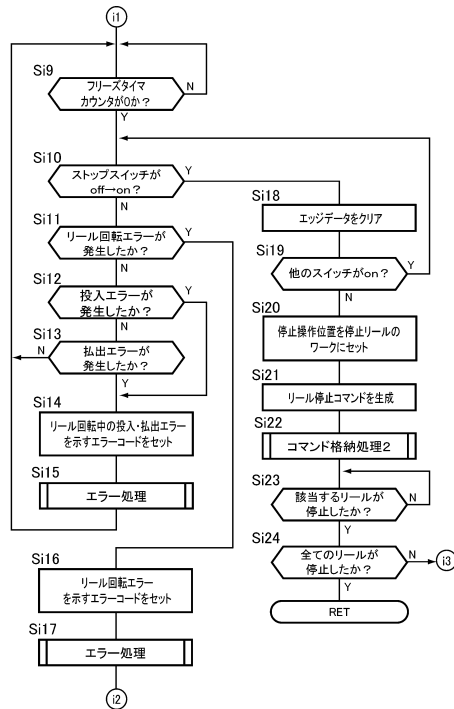 i1
Si9
フリーズタイマ
カウンタが0か？
N
Y
Si10
ストップスイッチが
off→on？
Y
N
Si11
リール回転エラーが
発生したか？
Y
N
Si12
投入エラーが
発生したか？
Y
N
Si13
払出エラーが
発生したか？
N
Y
Si14
リール回転中の投入・払出エラー
を示すエラーコードをセット
Si15
エラー処理
Si16
リール回転エラー
を示すエラーコードをセット
Si17
エラー処理
i2
Si18
エッジデータをクリア
Si19
他のスイッチがon？
Y
N
Si20
停止操作位置を停止リールの
ワークにセット
Si21
リール停止コマンドを生成
Si22
コマンド格納処理2
Si23
該当するリールが
停止したか？
N
Y
Si24
全てのリールが
停止したか？
N
i3
Y
RET